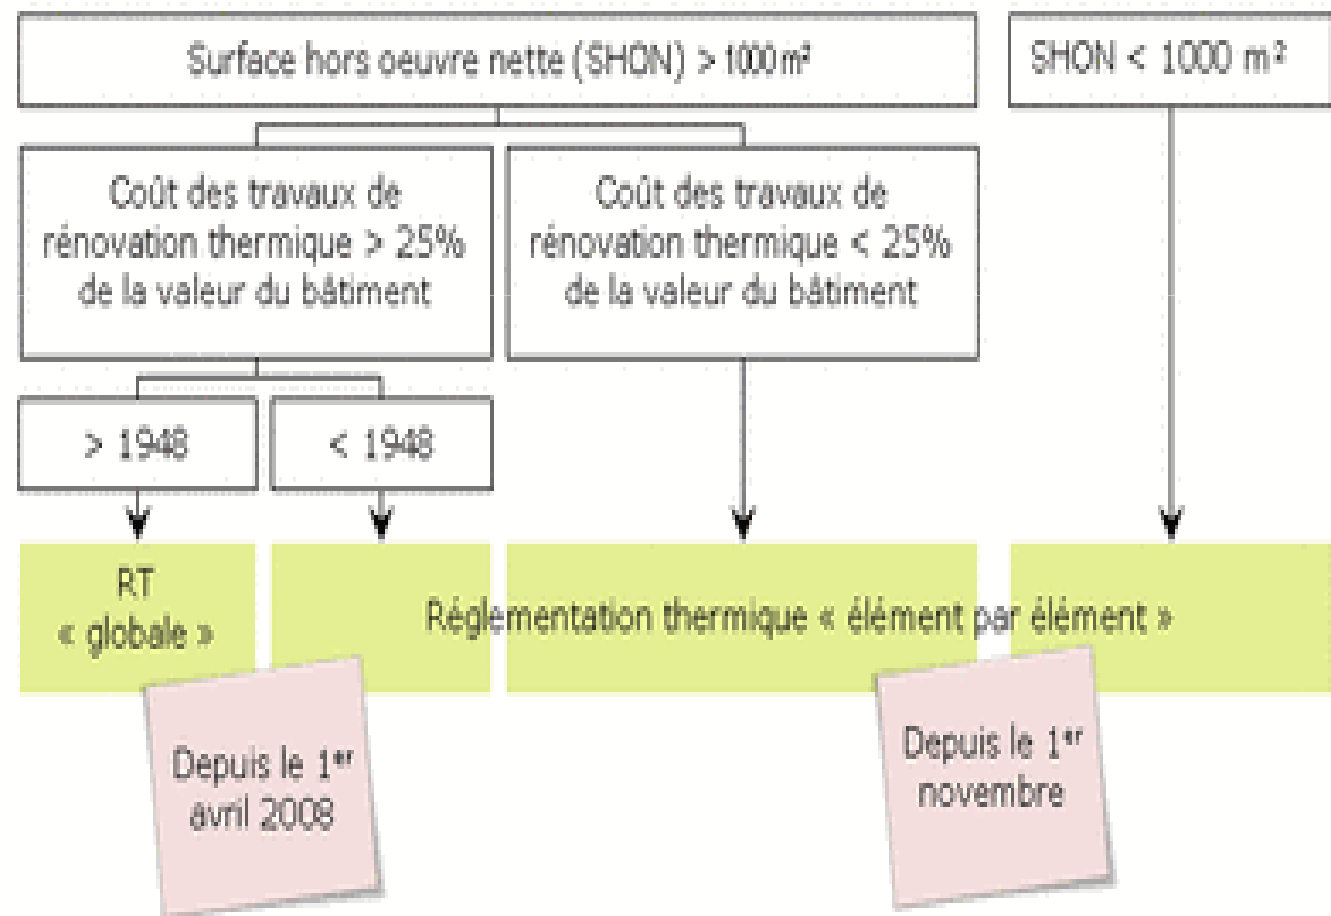 Surface hors oeuvre nette (SHON) > 1000 m²
SHON < 1000 m²
Coût des travaux de
rénovation thermique > 25%
de la valeur du bâtiment
Coût des travaux de
rénovation thermique < 25%
de la valeur du bâtiment
> 1948
< 1948
RT
« globale »
Réglementation thermique « élément par élément »
Depuis le 1er
avril 2008
Depuis le 1er
novembre